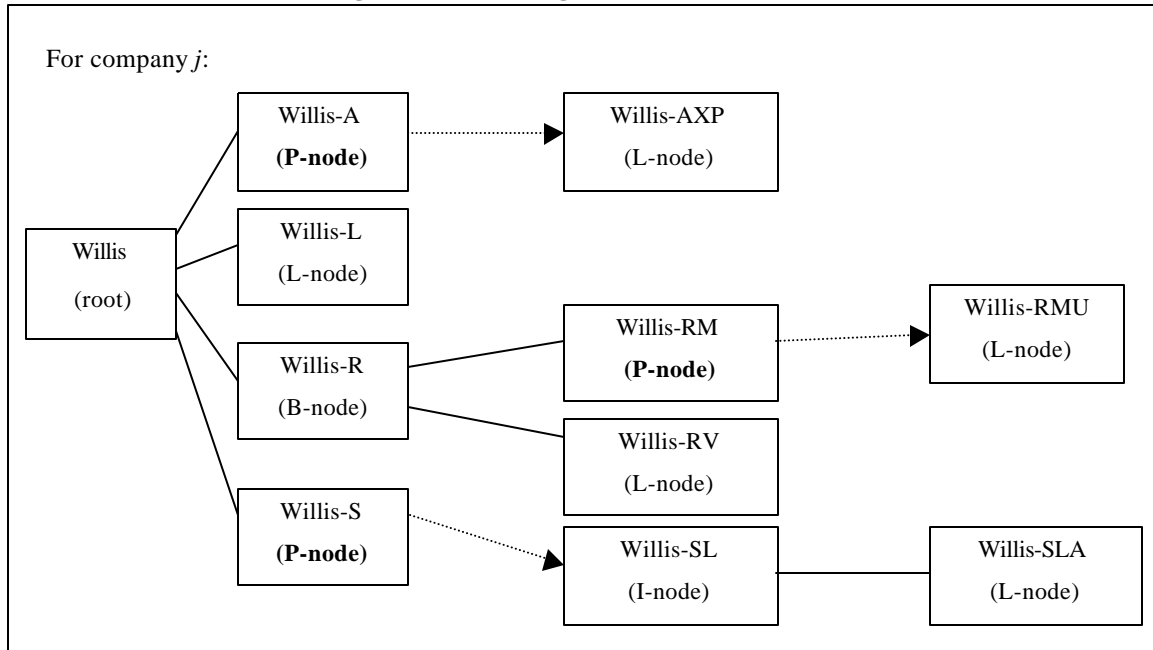 For company j:
Willis-A
(P-node)
Willis-AXP
(L-node)
Willis-L
(L-node)
Willis
(root)
Willis-R
(B-node)
Willis-RM
(P-node)
Willis-RMU
(L-node)
Willis-RV
(L-node)
Willis-S
(P-node)
Willis-SL
(I-node)
Willis-SLA
(L-node)